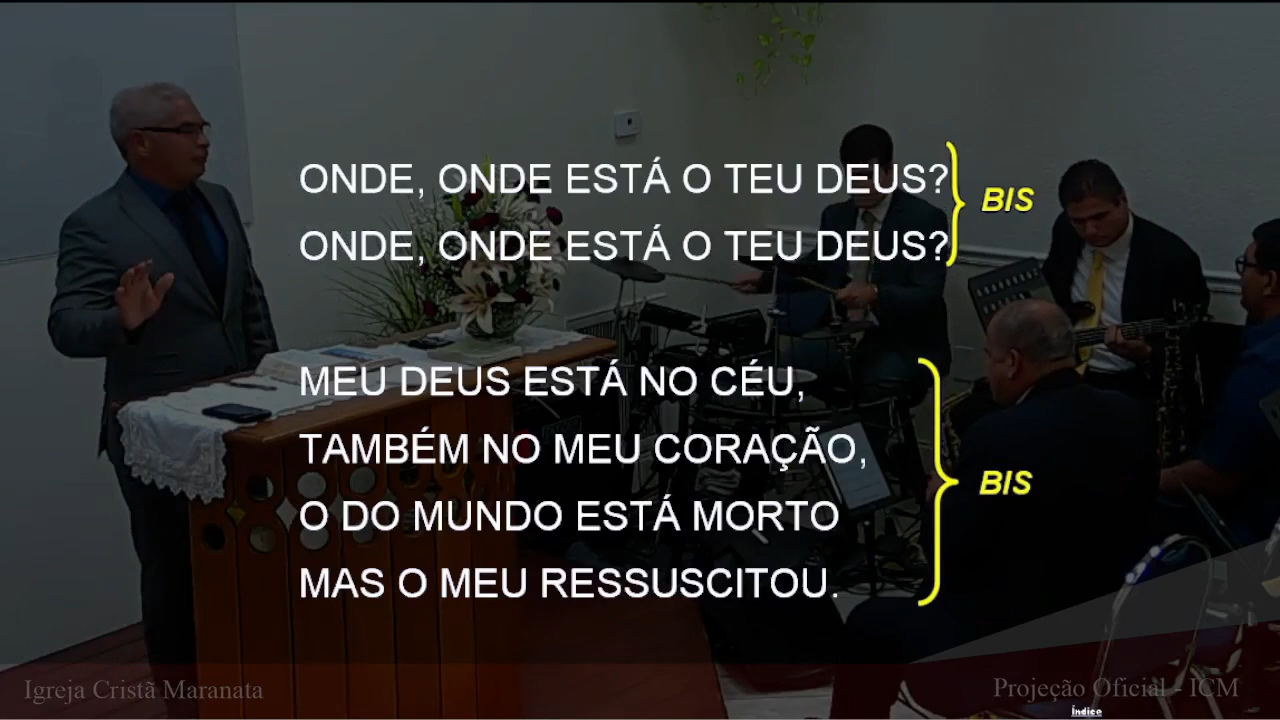 ONDE, ONDE ESTÁ O TEU DEUS?
ONDE, ONDE ESTÁ O TEU DEUS?
BIS
MEU DEUS ESTÁ NO CÉU,
TAMBÉM NO MEU CORAÇÃO,
O DO MUNDO ESTÁ MORTO
MAS O MEU RESSUSCITOU.
BIS
Igreja Cristã Maranata
Projeção Oficial - ICM
Índice